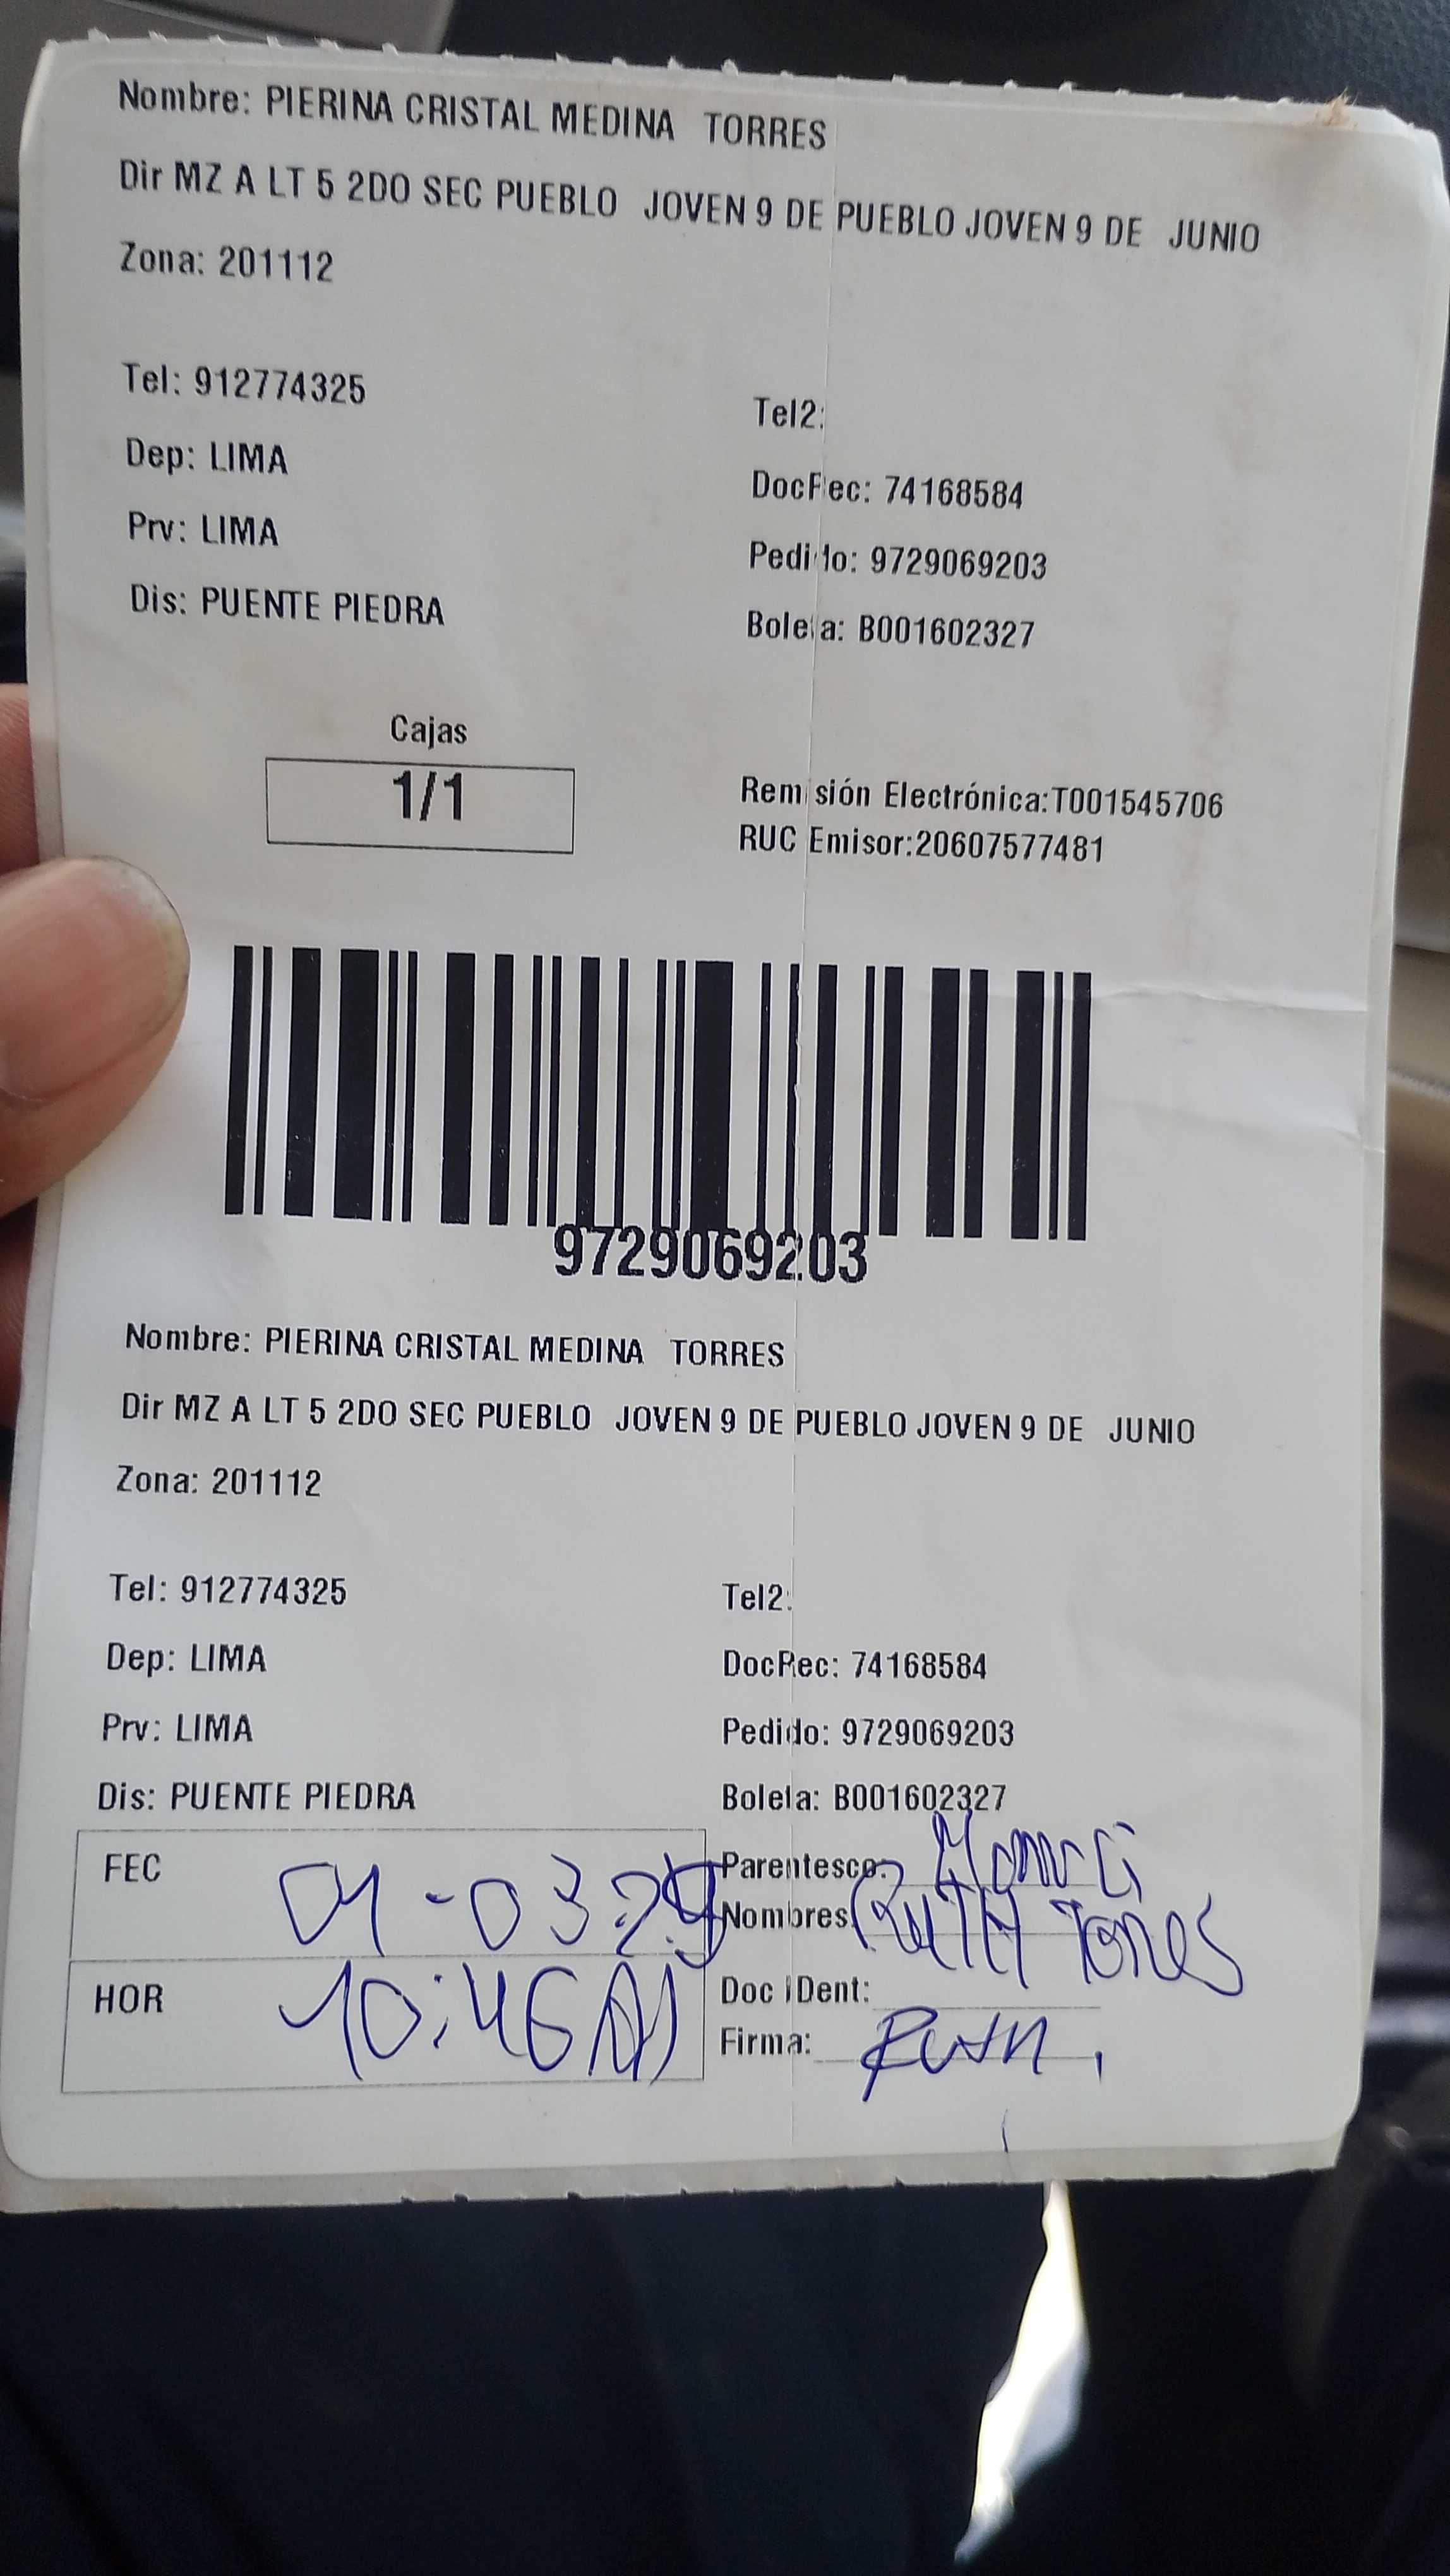 Nombre: PIERINA CRISTAL MEDINA TORRES
Dir MZ A LT 5 2DO SEC PUEBLO JOVEN 9 DE PUEBLO JOVEN 9 DE JUNIO
Zona: 201112
Tel: 912774325
Tel2:
Dep: LIMA
DocRec: 74168584
Prv: LIMA
Pedido: 9729069203
Dis: PUENTE PIEDRA
Boleta: B001602327
Cajas
1/1
Remisión Electrónica:T001545706
RUC Emisor:20607577481
9729069203
Nombre: PIERINA CRISTAL MEDINA TORRES
Dir MZ A LT 5 2DO SEC PUEBLO JOVEN 9 DE PUEBLO JOVEN 9 DE JUNIO
Zona: 201112
Tel: 912774325
Tel2:
Dep: LIMA
DocRec: 74168584
Prv: LIMA
Pedido: 9729069203
Dis: PUENTE PIEDRA
Boleta: B001602327
FEC
Parentesco:
Nombres: RuTH Torres
HOR 10:46
Doc IDent:
Firma: Ruth